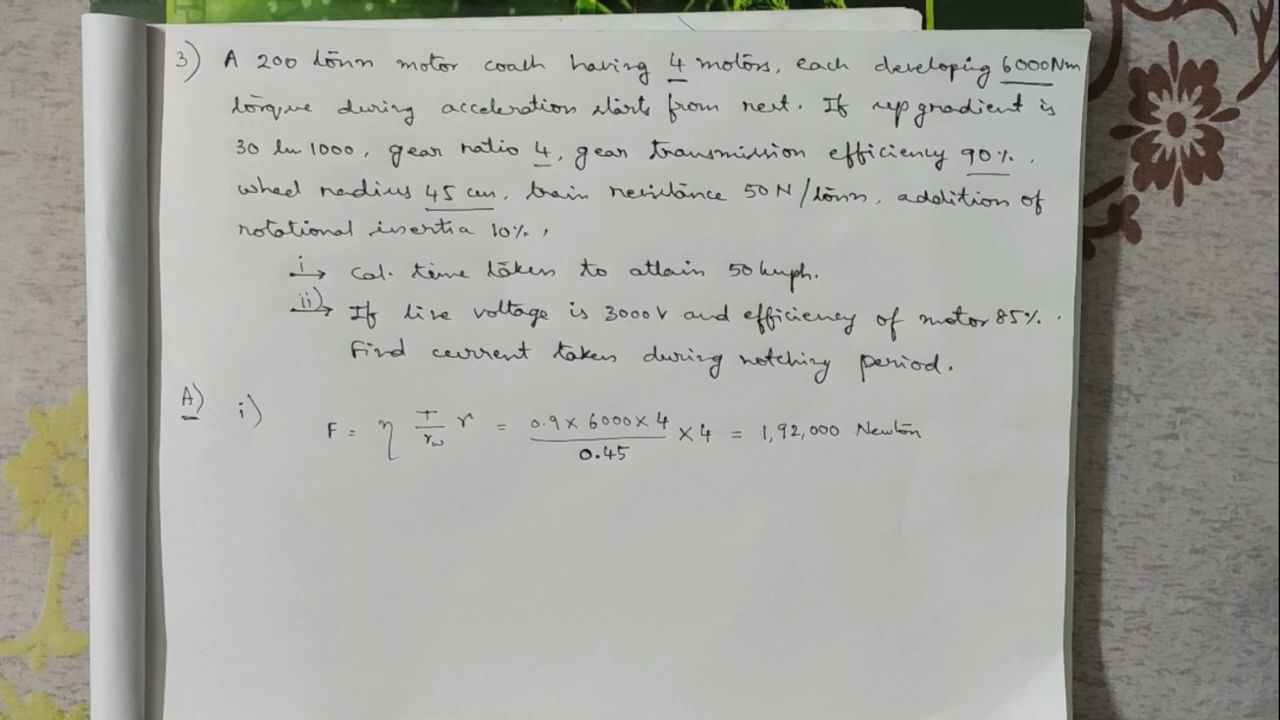 3) A 200 tonn motor coach having 4 motors, each developing 6000Nm
torque during acceleration starts from rest. If up gradient is
30 in 1000, gear ratio 4, gear transmission efficiency 90%,
wheel radius 45 cm, train resistance 50 N/tonn, addition of
rotational inertia 10%,
i → Cal. time taken to attain 50 kmph.
ii) → If line voltage is 3000V and efficiency of motor 85%.
Find current taken during notching period.
A) i) F = η T/r_w r = 0.9 x 6000 x 4 / 0.45 x 4 = 1,92,000 Newton